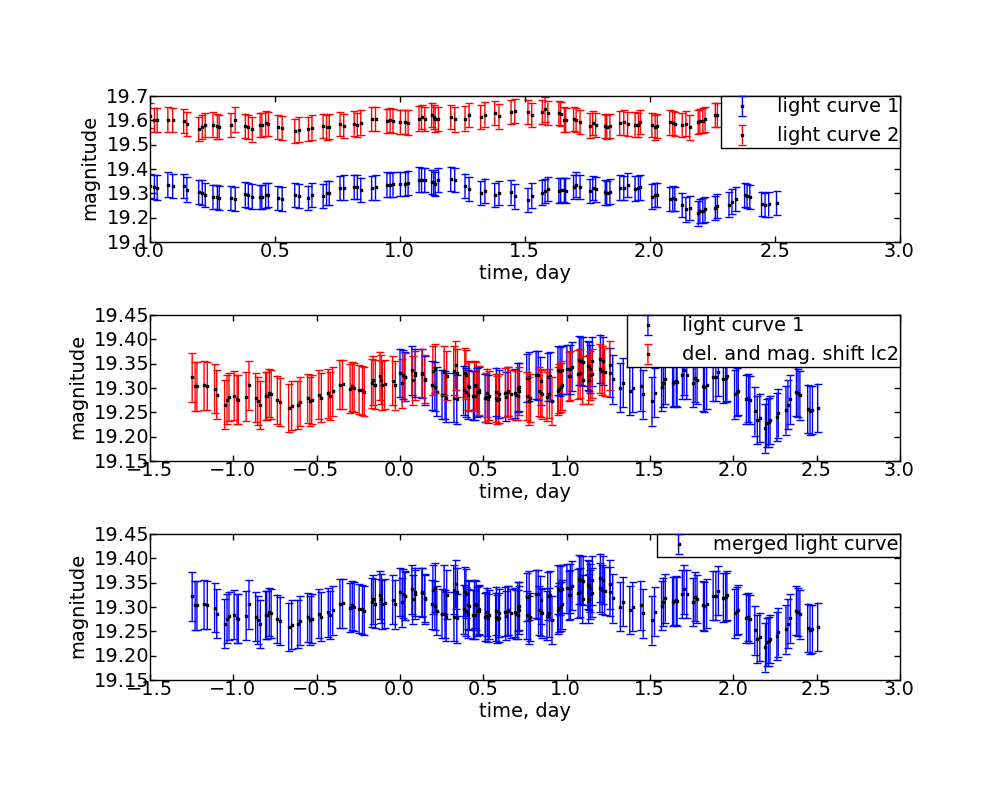 19.7
19.6
19.5
19.4
19.3
19.2
19.1
magnitude
light curve 1
light curve 2
0.0 0.5 1.0 1.5 2.0 2.5 3.0
time, day
19.45
19.40
19.35
19.30
19.25
19.20
19.15
magnitude
light curve 1
del. and mag. shift lc2
−1.5 −1.0 −0.5 0.0 0.5 1.0 1.5 2.0 2.5 3.0
time, day
19.45
19.40
19.35
19.30
19.25
19.20
19.15
magnitude
merged light curve
−1.5 −1.0 −0.5 0.0 0.5 1.0 1.5 2.0 2.5 3.0
time, day